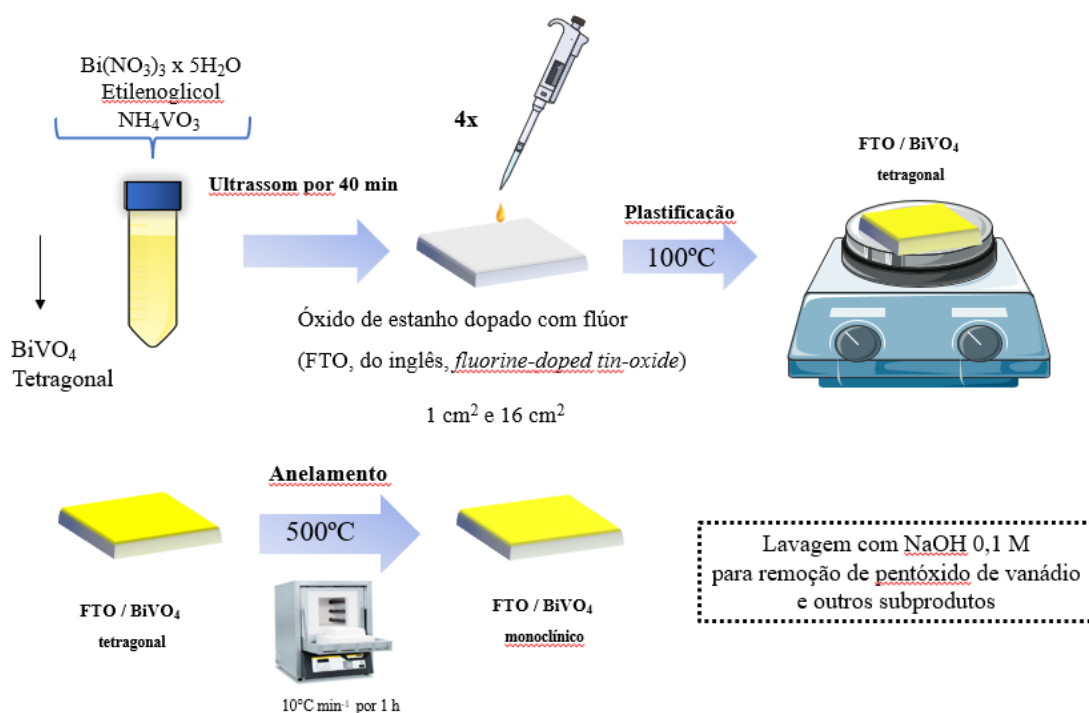 Bi(NO₃)₃ x 5H₂O
Etilenoglicol
NH₄VO₃
BiVO₄
Tetragonal
Ultrassom por 40 min
4x
Óxido de estanho dopado com flúor
(FTO, do inglês, fluorine-doped tin-oxide)
1 cm² e 16 cm²
Plastificação
100ºC
FTO / BiVO₄
tetragonal
FTO / BiVO₄
tetragonal
Anelamento
500ºC
10°C min⁻¹ por 1 h
FTO / BiVO₄
monoclínico
Lavagem com NaOH 0,1 M
para remoção de pentóxido de vanádio
e outros subprodutos